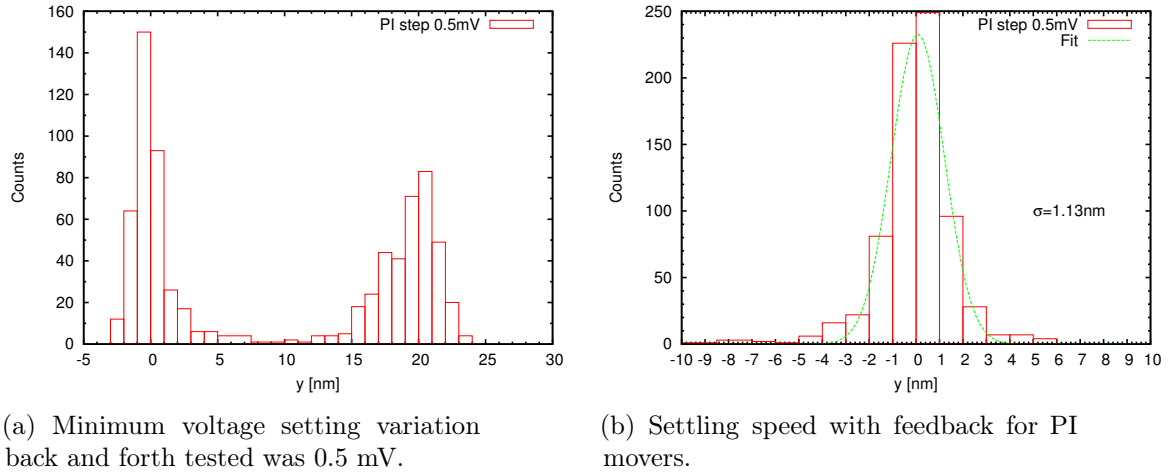 PI step 0.5mV
160
140
120
100
80
60
40
20
0
Counts
-5 0 5 10 15 20 25 30
y [nm]
PI step 0.5mV
Fit
250
200
150
100
50
0
Counts
σ=1.13nm
-10 -9 -8 -7 -6 -5 -4 -3 -2 -1 0 1 2 3 4 5 6 7 8 9 10
y [nm]
(a) Minimum voltage setting variation
back and forth tested was 0.5 mV.
(b) Settling speed with feedback for PI
movers.